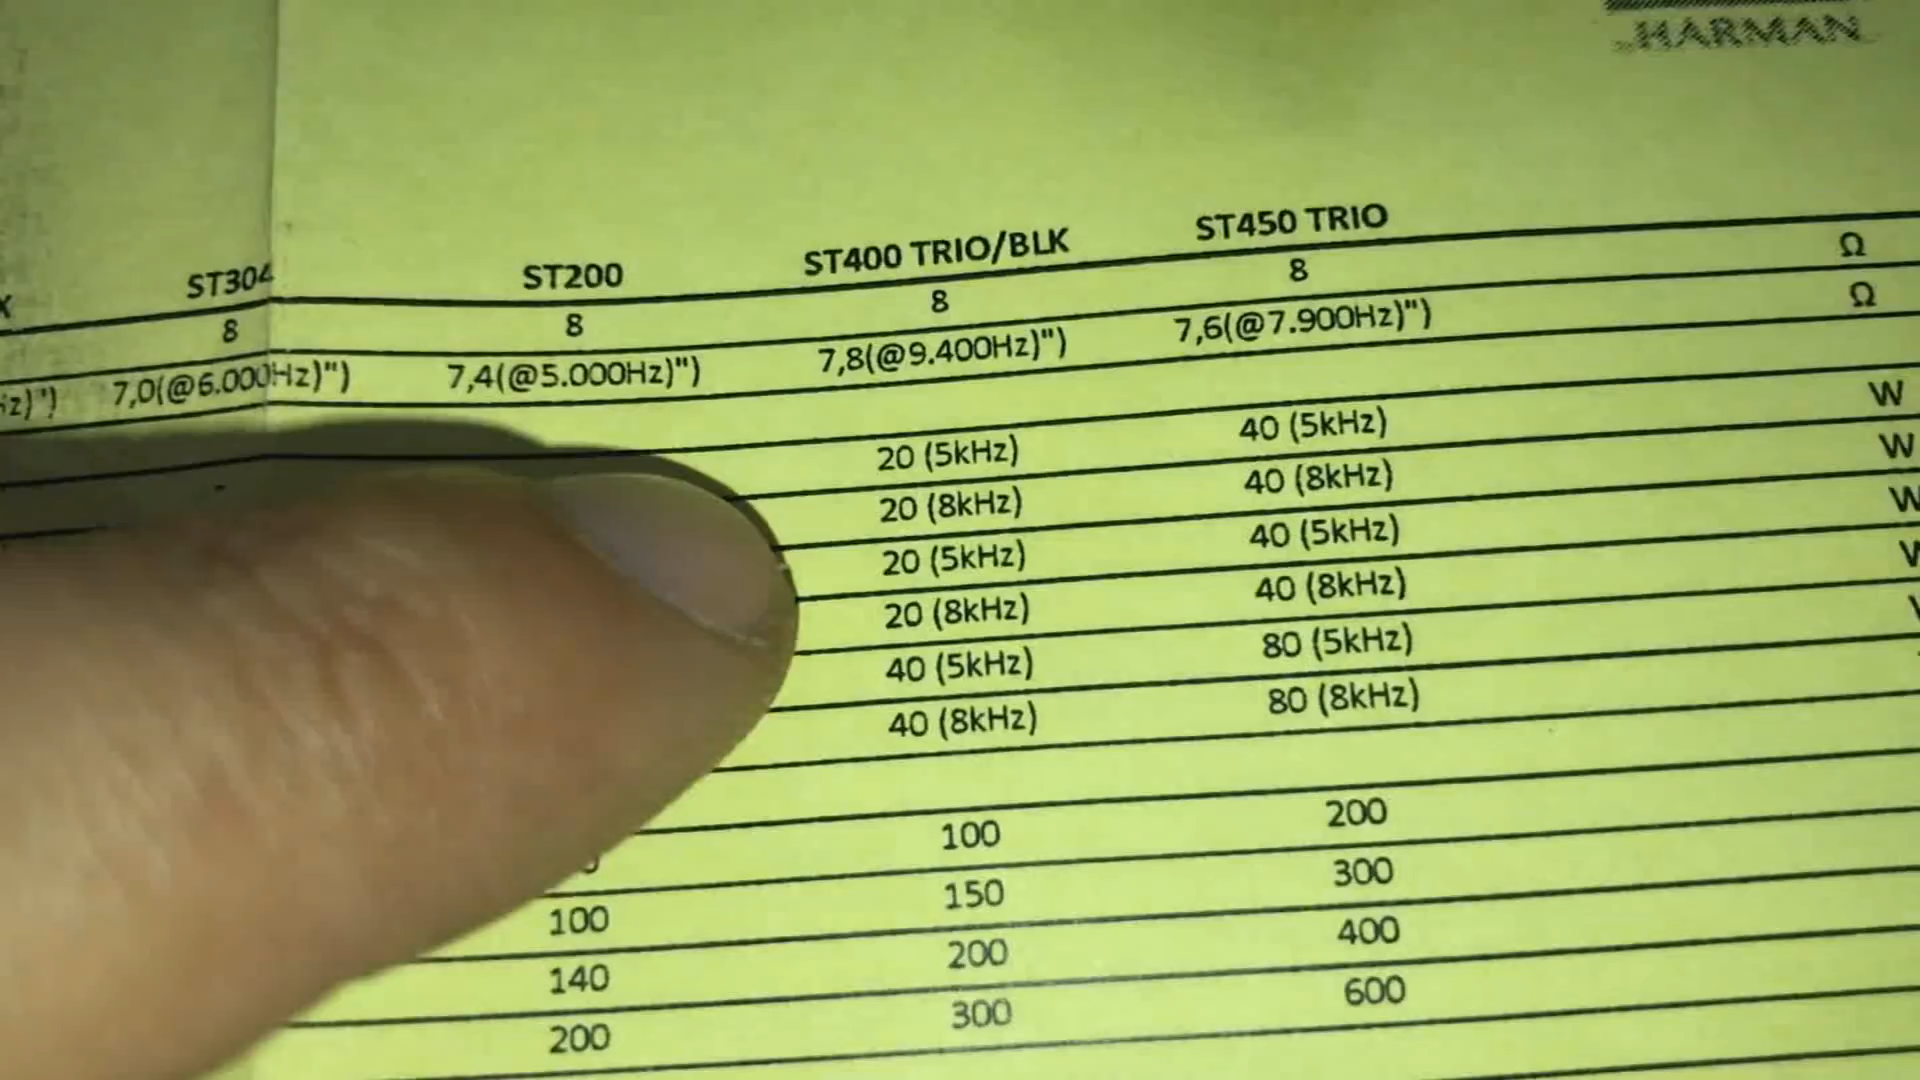 HARMAN
ST304 ST200 ST400 TRIO/BLK ST450 TRIO
8 8 8 8 Ω
7,0(@6.000Hz)") 7,4(@5.000Hz)") 7,8(@9.400Hz)") 7,6(@7.900Hz)") Ω
20 (5kHz) 40 (5kHz) W
20 (8kHz) 40 (8kHz) W
20 (5kHz) 40 (5kHz) W
20 (8kHz) 40 (8kHz)
40 (5kHz) 80 (5kHz)
40 (8kHz) 80 (8kHz)
100 200
100 150 300
140 200 400
200 300 600